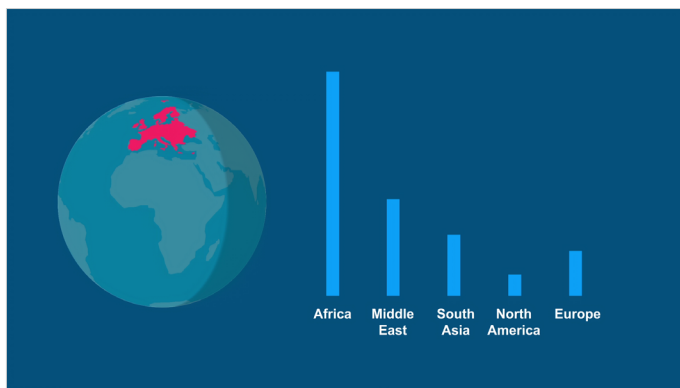 Africa
Middle
East
South
Asia
North
America
Europe